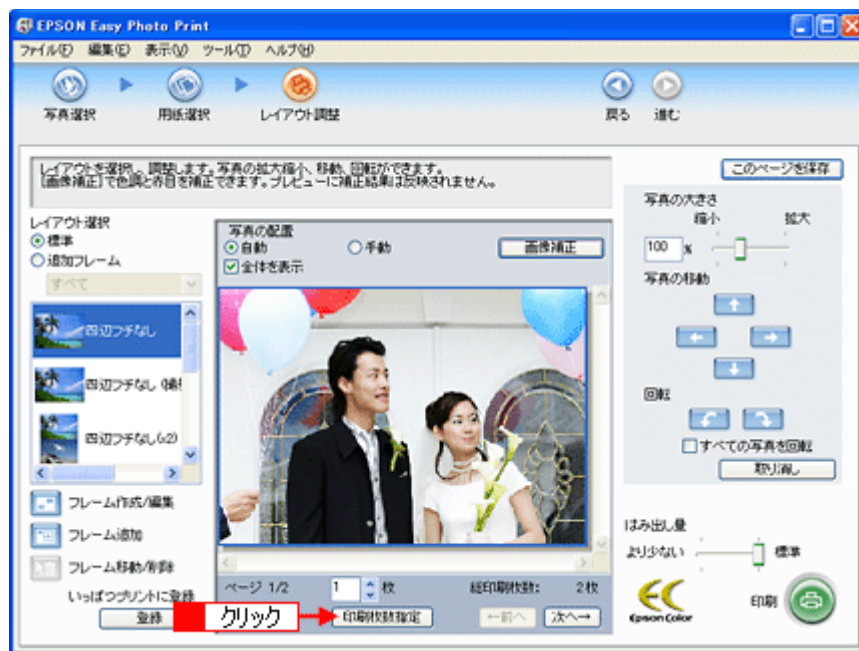 EPSON Easy Photo Print
ファイル(F) 編集(E) 表示(V) ツール(T) ヘルプ(H)
写真選択 用紙選択 レイアウト調整 戻る 進む
レイアウトを選択し、調整します。写真の拡大縮小、移動、回転ができます。
[画像補正]で色調と赤目を補正できます。プレビューに補正結果は反映されません。
このページを保存
レイアウト選択
標準
追加フレーム
すべて
四辺フチなし
四辺フチなし
四辺フチなし(x2)
フレーム作成/編集
フレーム追加
フレーム移動/削除
いっぱつプリントに登録
登録
写真の配置
自動 手動 画像補正
全体を表示
ページ 1/2 1 枚 総印刷枚数: 2枚
クリック 印刷枚数指定 ←前へ 次へ→
写真の大きさ
縮小 拡大
100 %
写真の移動
回転
すべての写真を回転
取り消し
はみ出し量
より少ない 標準
Epson Color 印刷